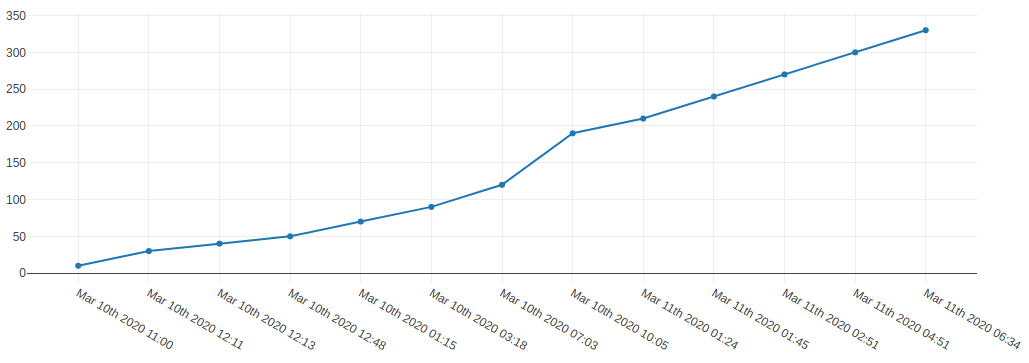 350
300
250
200
150
100
50
0
Mar 10th 2020 11:00
Mar 10th 2020 12:11
Mar 10th 2020 12:13
Mar 10th 2020 12:48
Mar 10th 2020 01:15
Mar 10th 2020 03:18
Mar 10th 2020 07:03
Mar 10th 2020 10:05
Mar 11th 2020 01:24
Mar 11th 2020 01:45
Mar 11th 2020 02:51
Mar 11th 2020 04:51
Mar 11th 2020 06:34